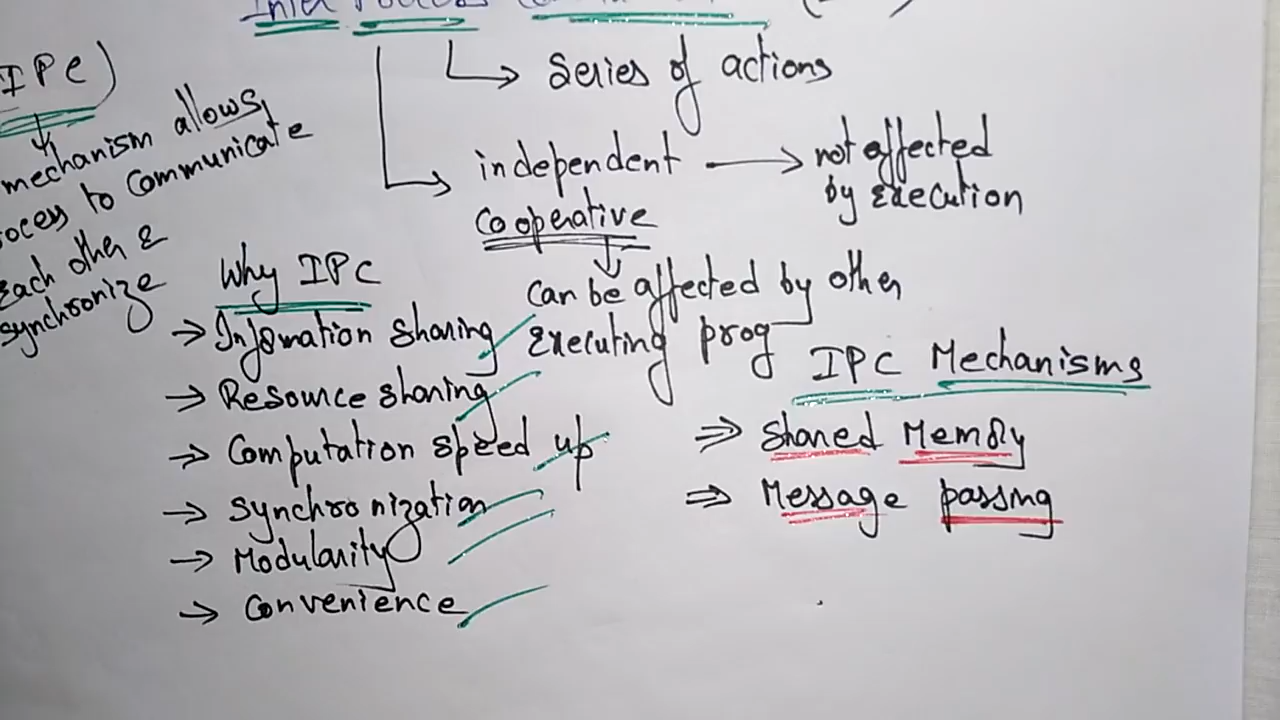 IPC)
mechanism allows
to communicate
Each other &
synchronize
Series of actions
independent → not affected
by execution
Cooperative
can be affected by other
Executing prog
Why IPC
→ Information sharing
→ Resource sharing
→ Computation speed up
→ Synchronization
→ Modularity
→ Convenience
IPC Mechanisms
⇒ Shared Memory
⇒ Message passing